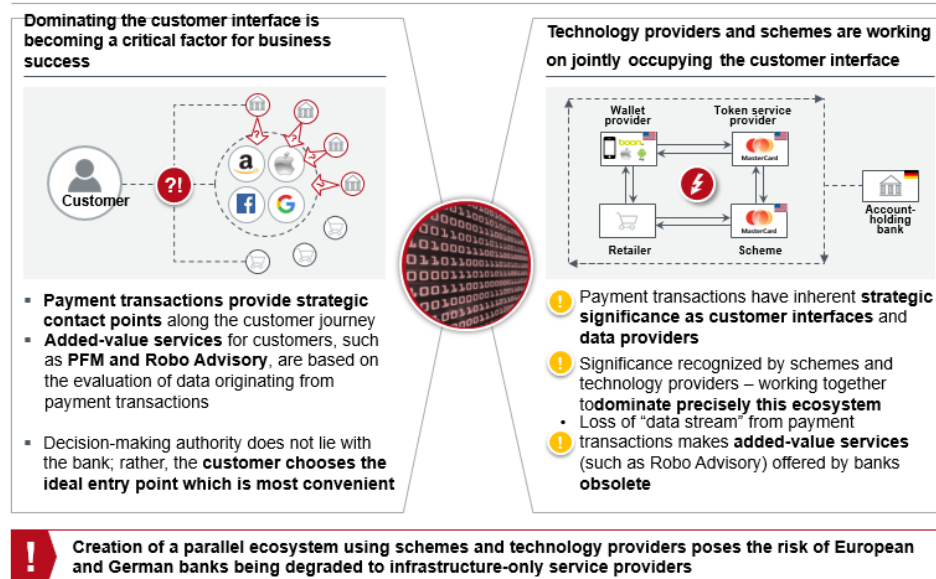 Dominating the customer interface is
becoming a critical factor for business
success
?
?
?
?
a
?!
Customer
f
G
▪ Payment transactions provide strategic
contact points along the customer journey
▪ Added-value services for customers, such
as PFM and Robo Advisory, are based on
the evaluation of data originating from
payment transactions
▪ Decision-making authority does not lie with
the bank; rather, the customer chooses the
ideal entry point which is most convenient
Technology providers and schemes are working
on jointly occupying the customer interface
Wallet
provider
Token service
provider
boon.
MasterCard
MasterCard
Retailer
Scheme
Account-
holding
bank
! Payment transactions have inherent strategic
significance as customer interfaces and
data providers
! Significance recognized by schemes and
technology providers – working together
todominate precisely this ecosystem
• Loss of “data stream” from payment
! transactions makes added-value services
(such as Robo Advisory) offered by banks
obsolete
! Creation of a parallel ecosystem using schemes and technology providers poses the risk of European
and German banks being degraded to infrastructure-only service providers